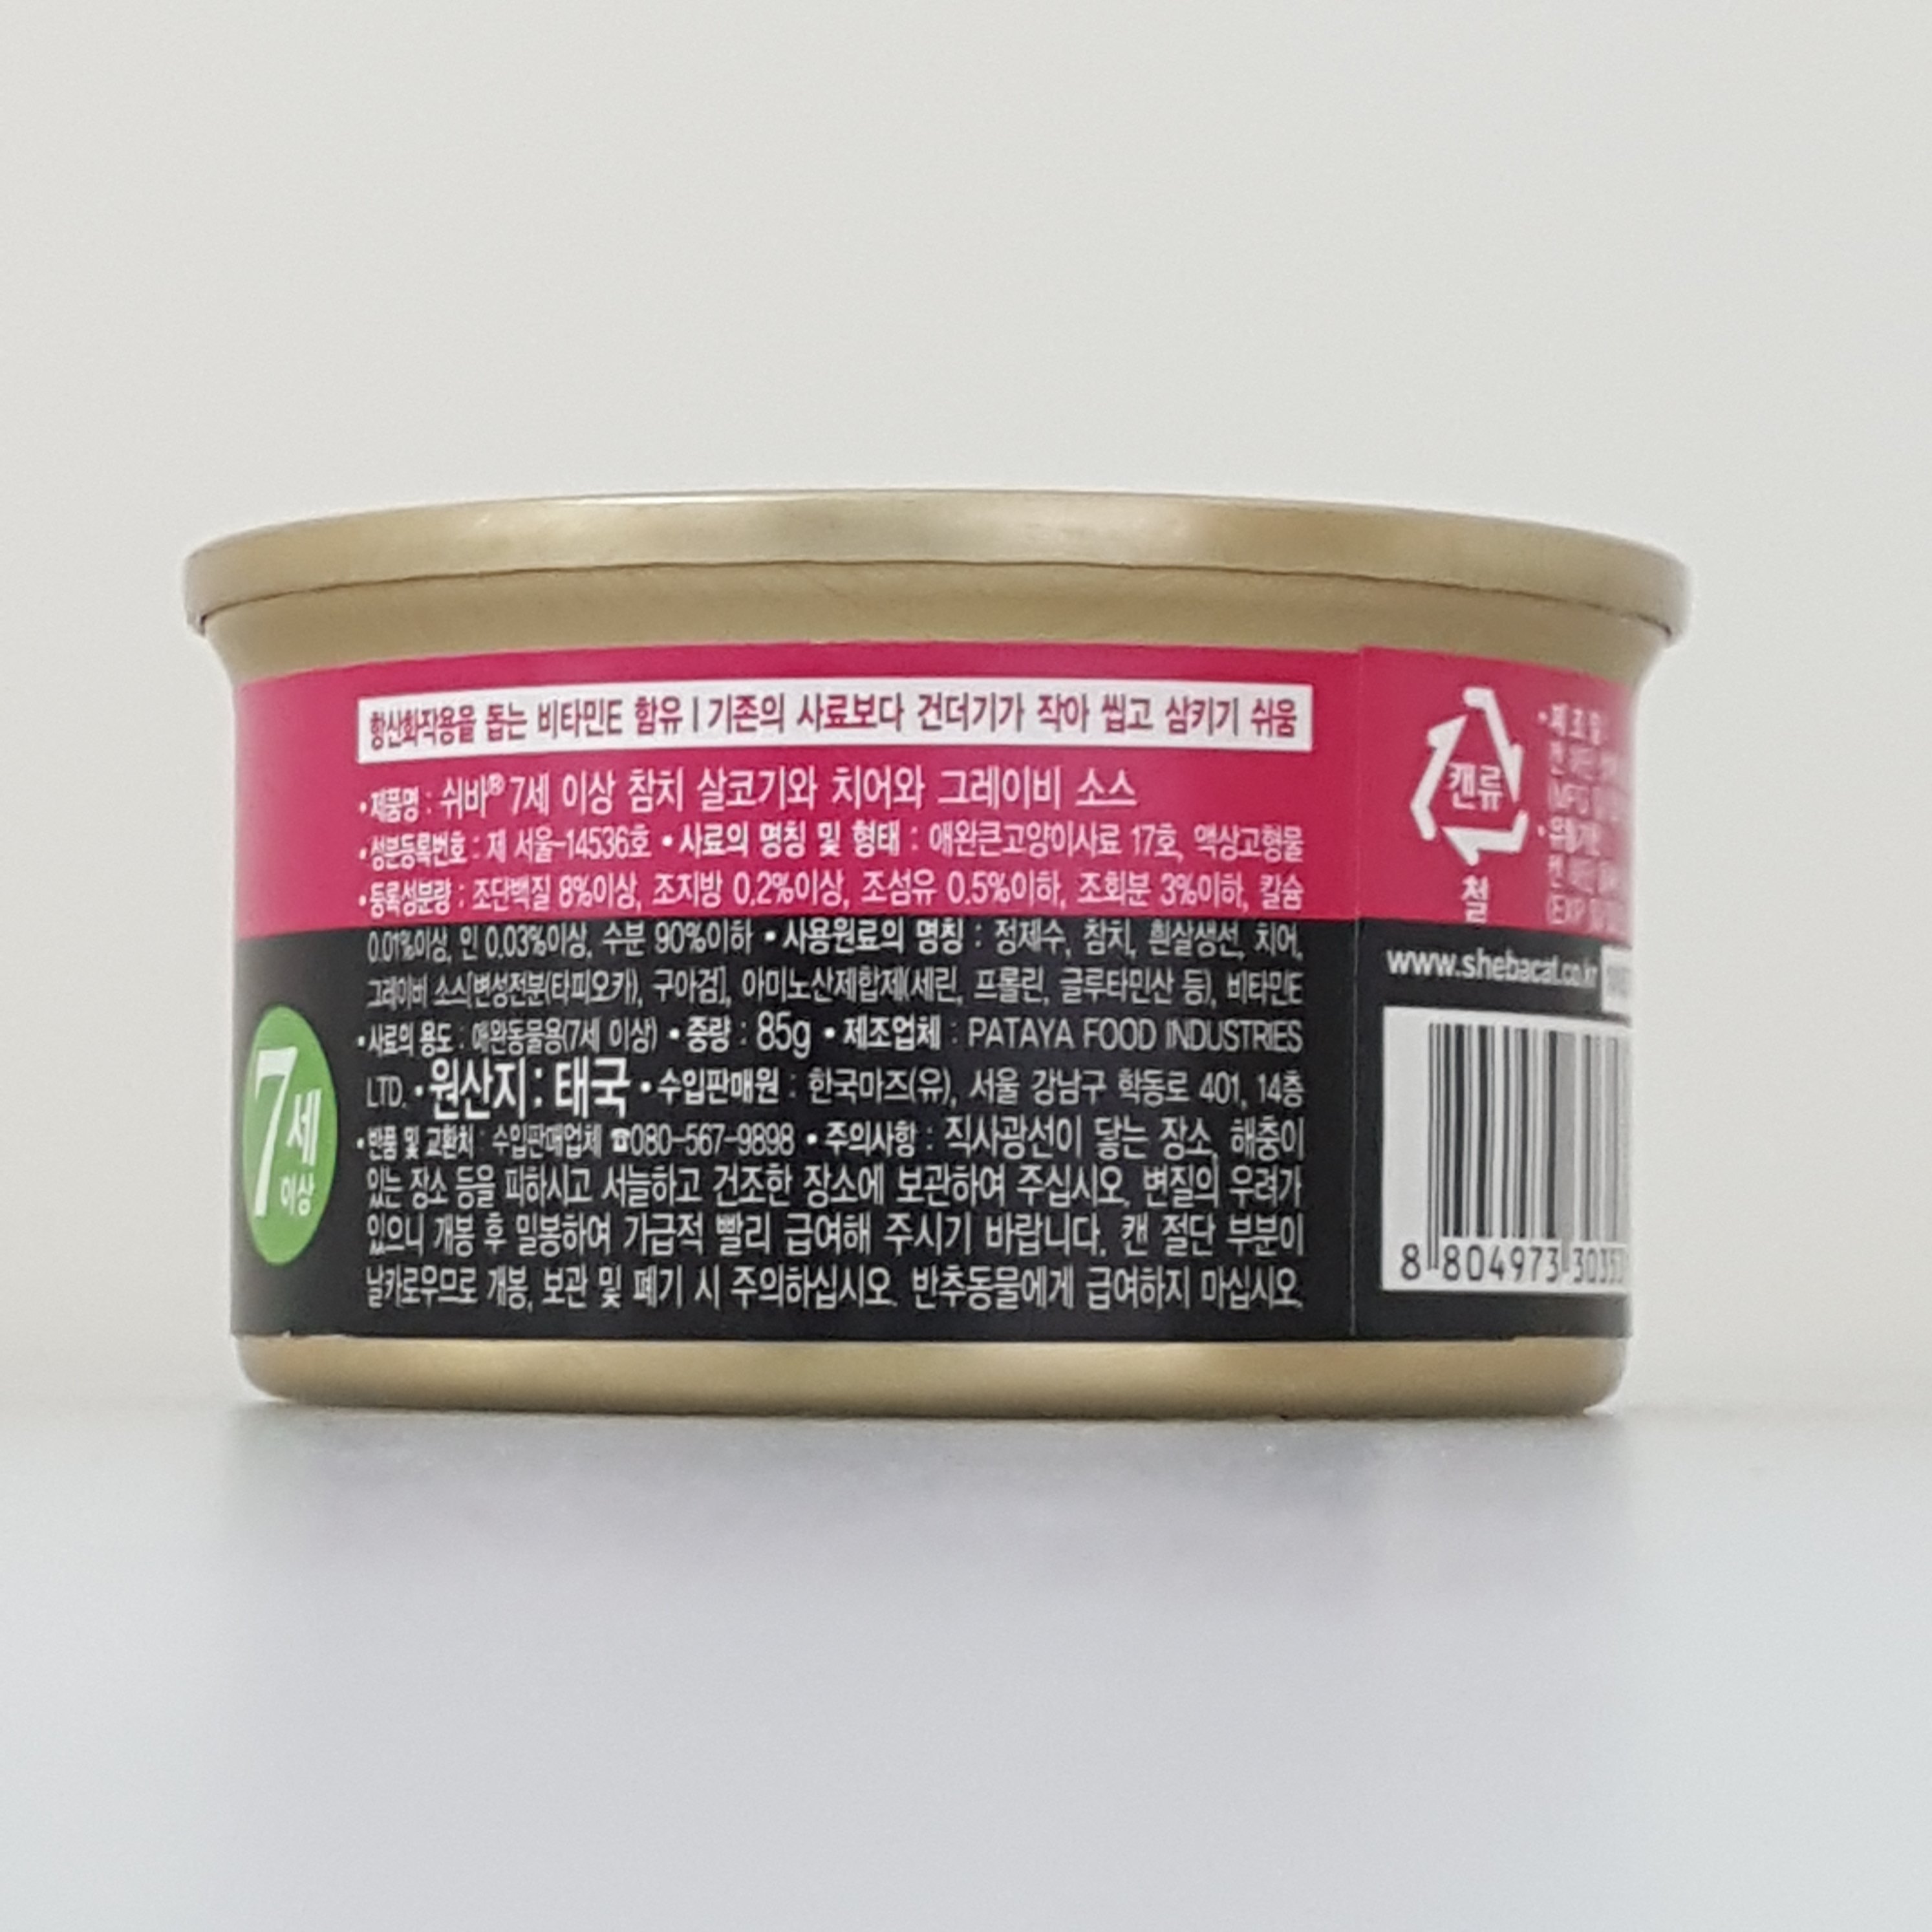 항산화작용을 돕는 비타민E 함유 | 기존의 사료보다 건더기가 작아 씹고 삼키기 쉬움
•제품명 : 쉬바® 7세 이상 참치 살코기와 치어와 그레이비 소스
•성분등록번호 : 제 서울-14536호 •사료의 명칭 및 형태 : 애완큰고양이사료 17호, 액상고형물
•등록성분량 : 조단백질 8%이상, 조지방 0.2%이상, 조섬유 0.5%이하, 조회분 3%이하, 칼슘
0.01%이상, 인 0.03%이상, 수분 90%이하 •사용원료의 명칭 : 정제수, 참치, 흰살생선, 치어,
그레이비 소스[변성전분(타피오카), 구아검], 아미노산제합제(세린, 프롤린, 글루타민산 등), 비타민E
•사료의 용도 : 애완동물용(7세 이상) •중량 : 85g •제조업체 : PATAYA FOOD INDUSTRIES
LTD. •원산지 : 태국 •수입판매원 : 한국마즈(유), 서울 강남구 학동로 401, 14층
•반품 및 교환처 : 수입판매업체 ☎080-567-9898 •주의사항 : 직사광선이 닿는 장소, 해충이
있는 장소 등을 피하시고 서늘하고 건조한 장소에 보관하여 주십시오. 변질의 우려가
있으니 개봉 후 밀봉하여 가급적 빨리 급여해 주시기 바랍니다. 캔 절단 부분이
날카로우므로 개봉, 보관 및 폐기 시 주의하십시오. 반추동물에게 급여하지 마십시오.
7세
이상
캔류
철
•제조일
•유통기한
www.shebacat.co.kr
8 804973 30353